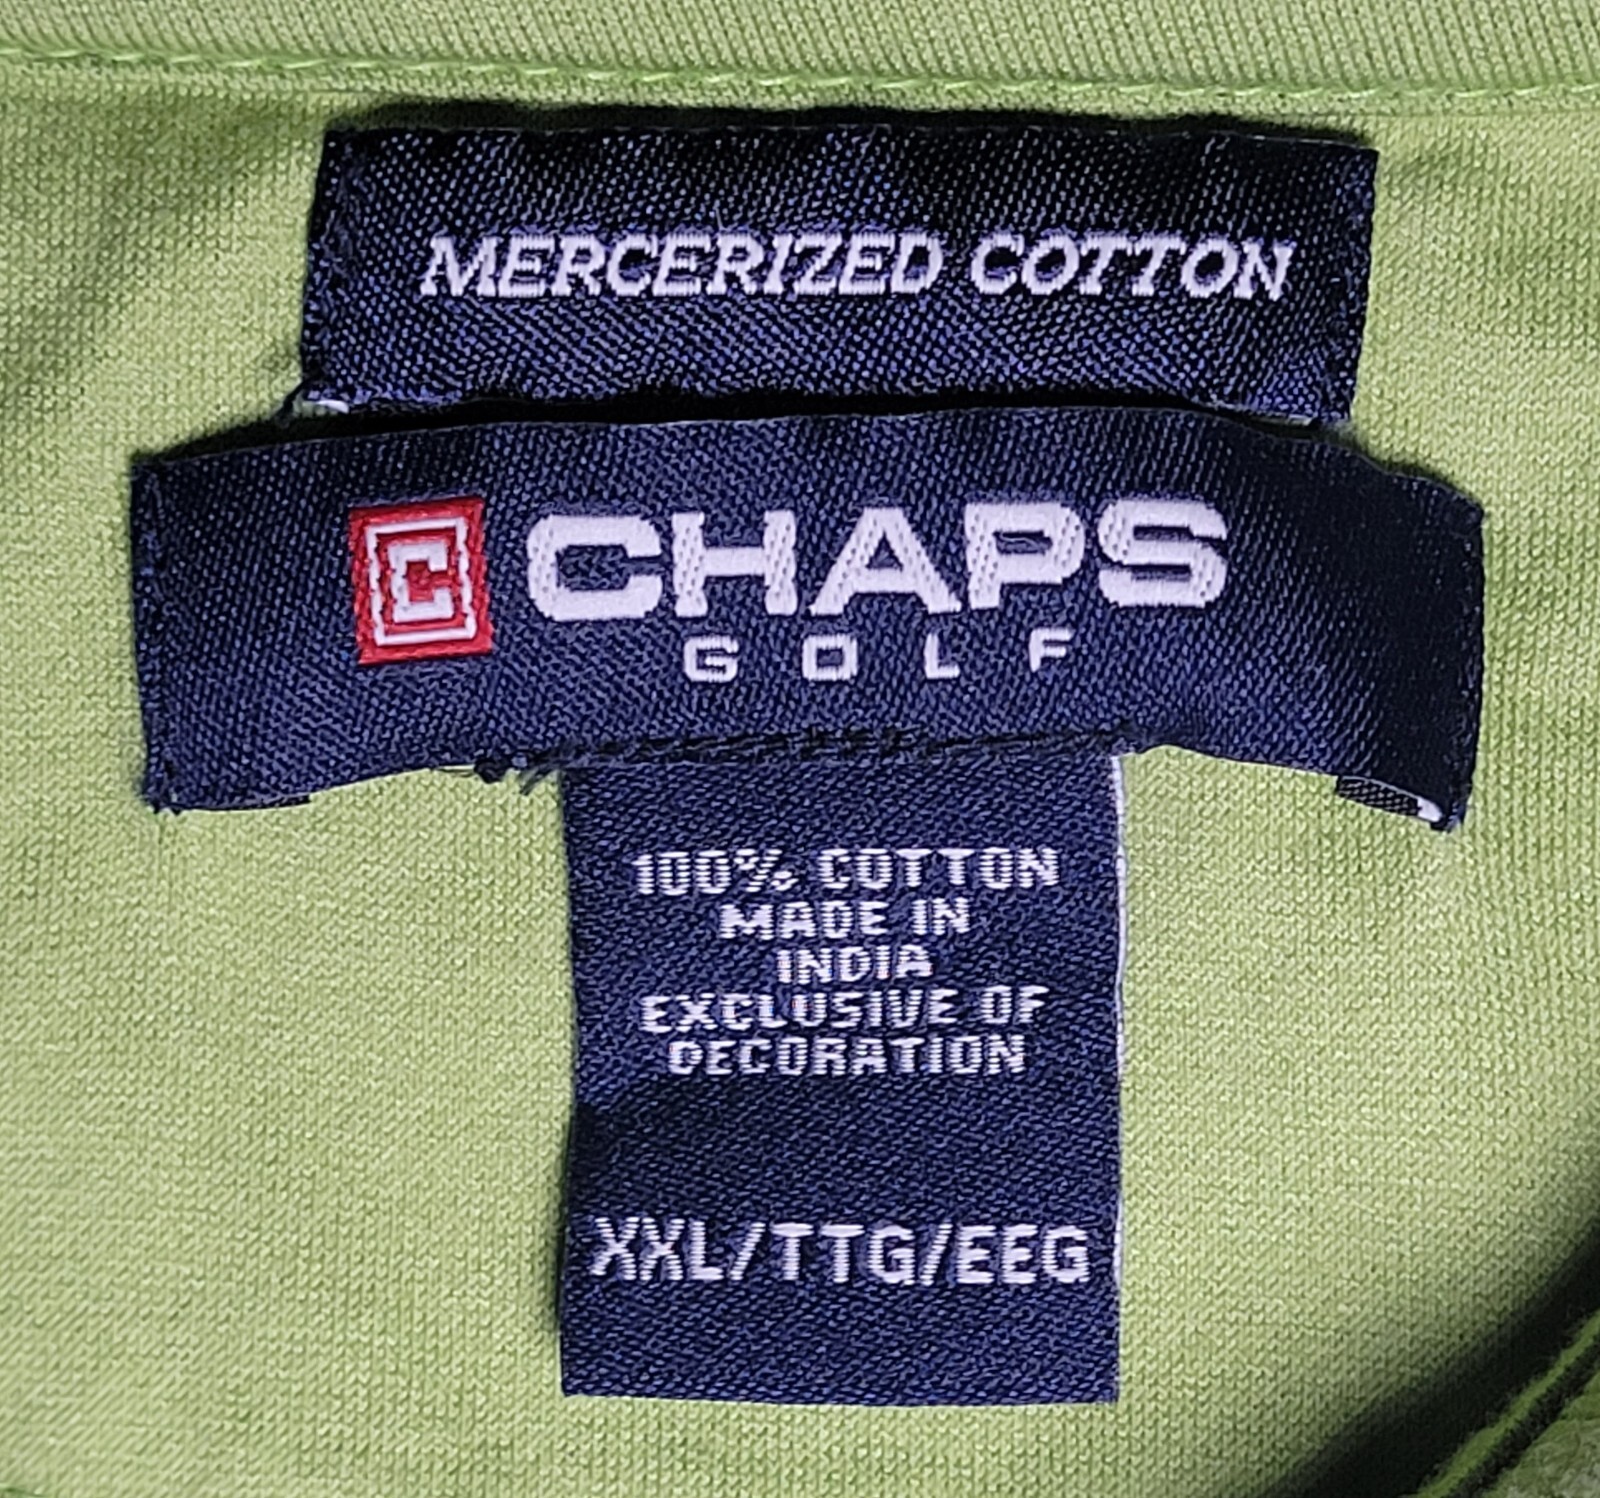 MERCERIZED COTTON
C CHAPS
GOLF
100% COTTON
MADE IN
INDIA
EXCLUSIVE OF
DECORATION
XXL/TTG/EEG